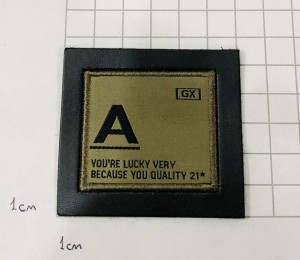 GX
A
YOU'RE LUCKY VERY
BECAUSE YOU QUALITY 21*
1cm
1cm